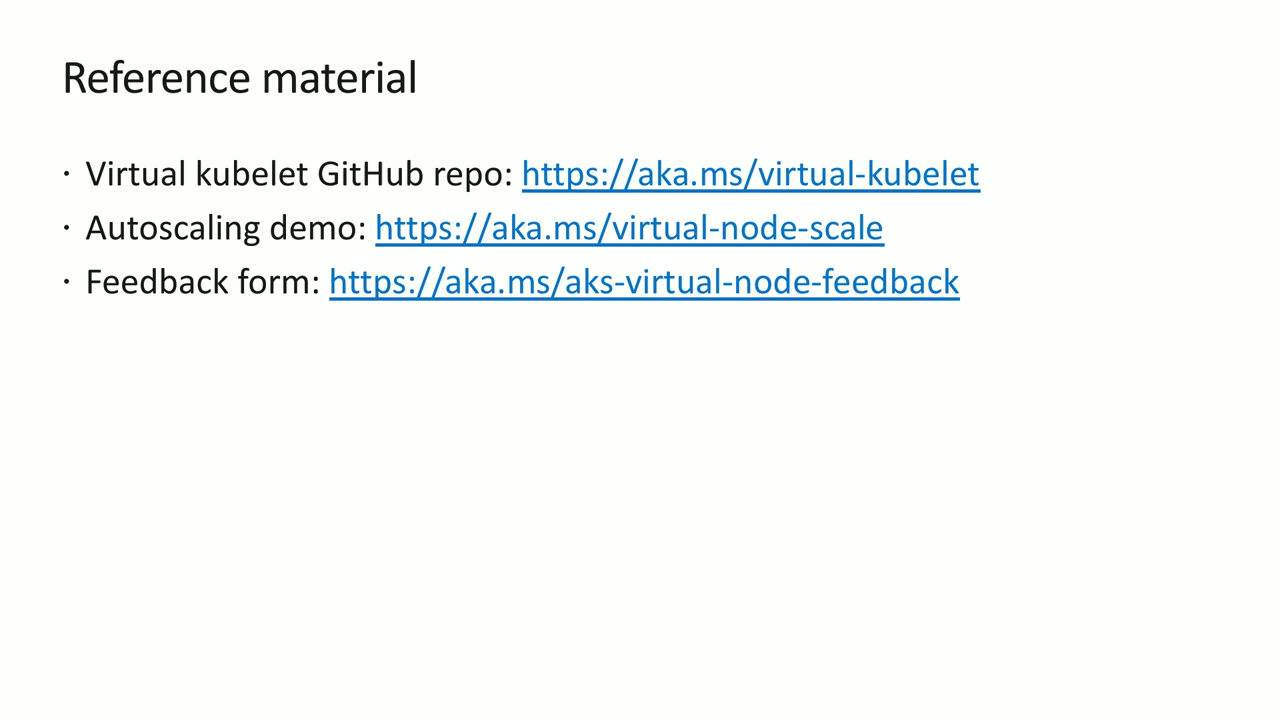 Reference material
· Virtual kubelet GitHub repo: https://aka.ms/virtual-kubelet
· Autoscaling demo: https://aka.ms/virtual-node-scale
· Feedback form: https://aka.ms/aks-virtual-node-feedback